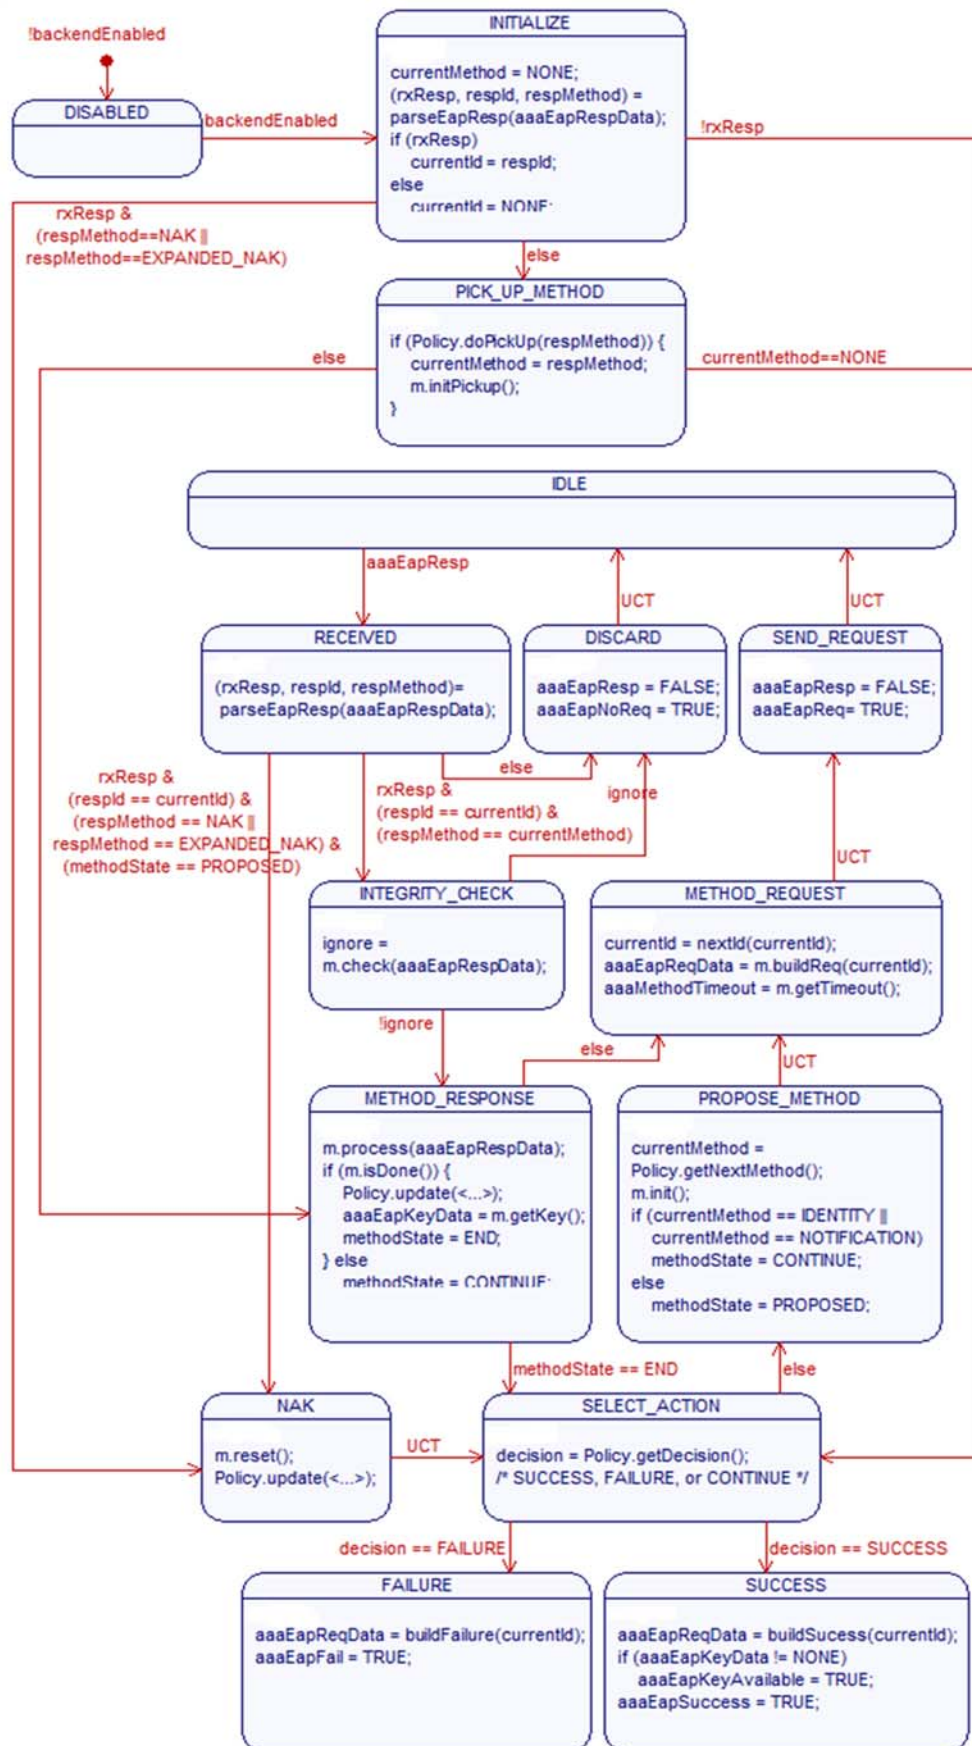 !backendEnabled
DISABLED
backendEnabled
INITIALIZE
currentMethod = NONE;
(rxResp, respId, respMethod) =
parseEapResp(aaaEapRespData);
if (rxResp)
currentId = respId;
else
currentId = NONE;
!rxResp
rxResp &
(respMethod==NAK ||
respMethod==EXPANDED_NAK)
else
PICK_UP_METHOD
if (Policy.doPickUp(respMethod)) {
currentMethod = respMethod;
m.initPickup();
}
else
currentMethod==NONE
IDLE
aaaEapResp
UCT
UCT
RECEIVED
(rxResp, respId, respMethod)=
parseEapResp(aaaEapRespData);
DISCARD
aaaEapResp = FALSE;
aaaEapNoReq = TRUE;
SEND_REQUEST
aaaEapResp = FALSE;
aaaEapReq= TRUE;
else
rxResp &
(respId == currentId) &
(respMethod == NAK ||
respMethod == EXPANDED_NAK) &
(methodState == PROPOSED)
rxResp &
(respId == currentId) &
(respMethod == currentMethod)
ignore
UCT
INTEGRITY_CHECK
ignore =
m.check(aaaEapRespData);
METHOD_REQUEST
currentId = nextId(currentId);
aaaEapReqData = m.buildReq(currentId);
aaaMethodTimeout = m.getTimeout();
!ignore
else
UCT
METHOD_RESPONSE
m.process(aaaEapRespData);
if (m.isDone()) {
Policy.update(<...>);
aaaEapKeyData = m.getKey();
methodState = END;
} else
methodState = CONTINUE;
PROPOSE_METHOD
currentMethod =
Policy.getNextMethod();
m.init();
if (currentMethod == IDENTITY ||
currentMethod == NOTIFICATION)
methodState = CONTINUE;
else
methodState = PROPOSED;
methodState == END
else
NAK
m.reset();
Policy.update(<...>);
UCT
SELECT_ACTION
decision = Policy.getDecision();
/* SUCCESS, FAILURE, or CONTINUE */
decision == FAILURE
decision == SUCCESS
FAILURE
aaaEapReqData = buildFailure(currentId);
aaaEapFail = TRUE;
SUCCESS
aaaEapReqData = buildSucess(currentId);
if (aaaEapKeyData != NONE)
aaaEapKeyAvailable = TRUE;
aaaEapSuccess = TRUE;